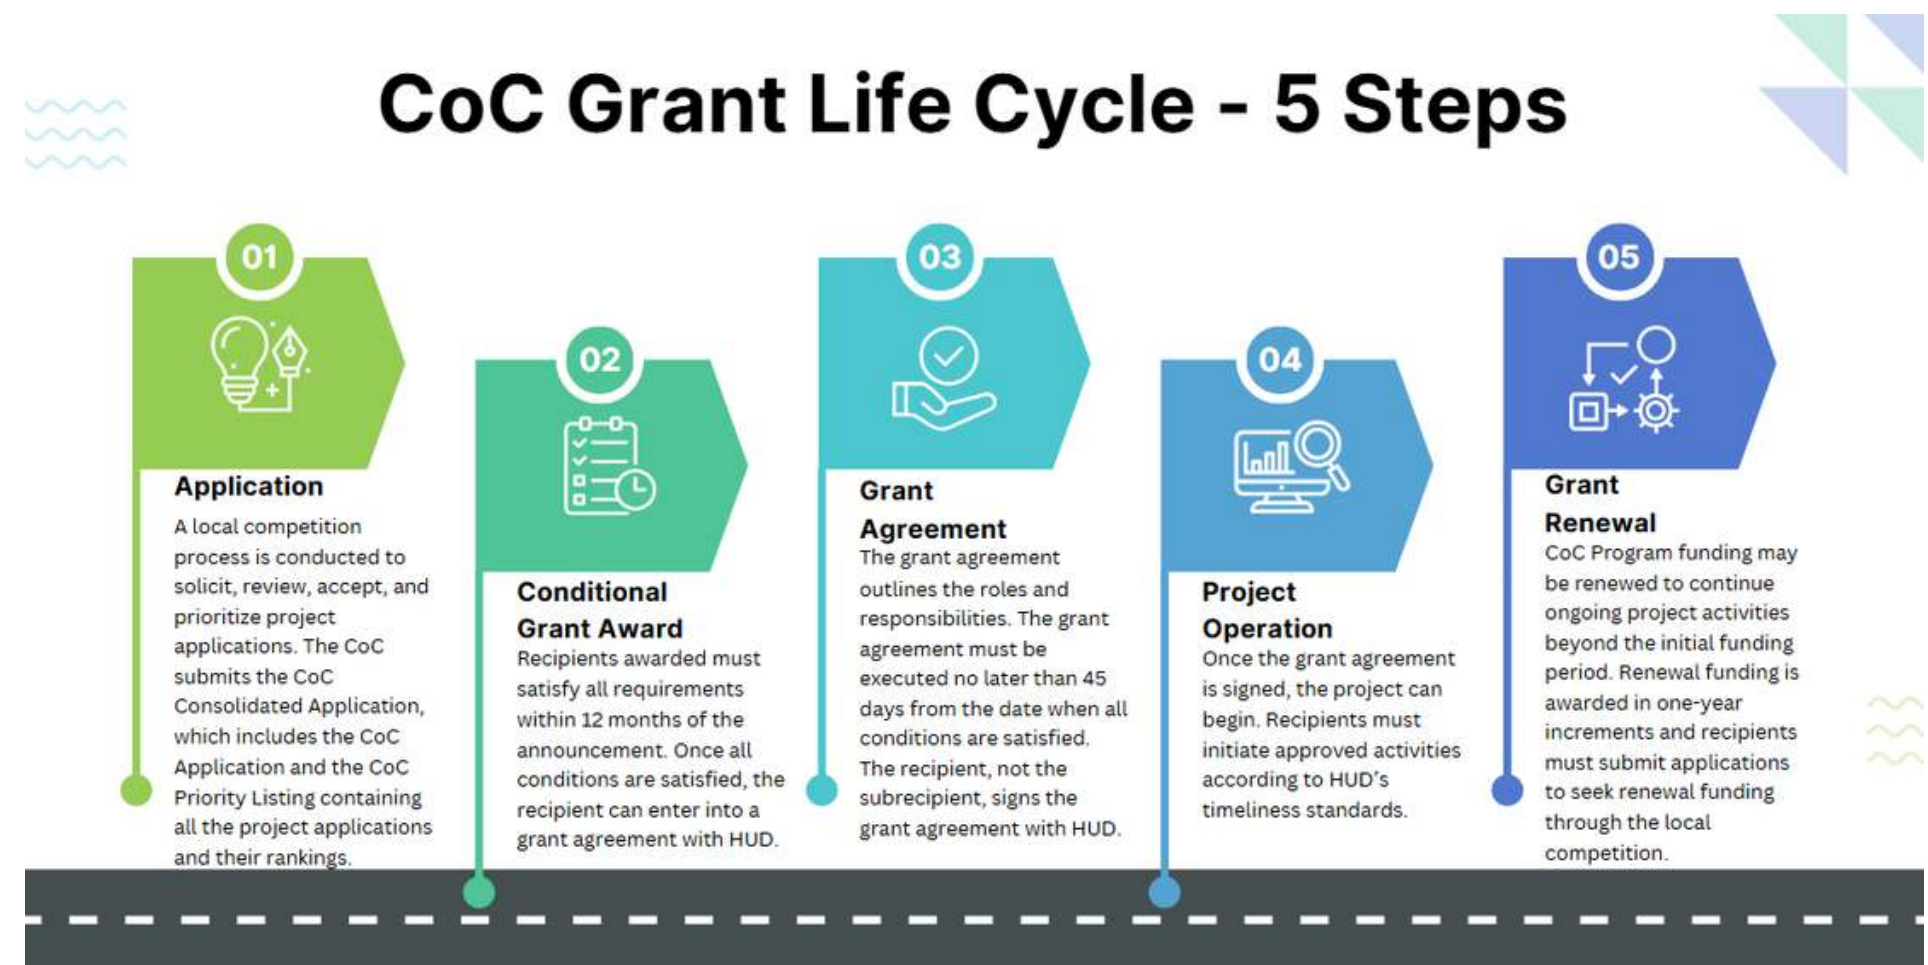 CoC Grant Life Cycle - 5 Steps
01
Application
A local competition
process is conducted to
solicit, review, accept, and
prioritize project
applications. The CoC
submits the CoC
Consolidated Application,
which includes the CoC
Application and the CoC
Priority Listing containing
all the project applications
and their rankings.
02
Conditional
Grant Award
Recipients awarded must
satisfy all requirements
within 12 months of the
announcement. Once all
conditions are satisfied, the
recipient can enter into a
grant agreement with HUD.
03
Grant
Agreement
The grant agreement
outlines the roles and
responsibilities. The grant
agreement must be
executed no later than 45
days from the date when all
conditions are satisfied.
The recipient, not the
subrecipient, signs the
grant agreement with HUD.
04
Project
Operation
Once the grant agreement
is signed, the project can
begin. Recipients must
initiate approved activities
according to HUD's
timeliness standards.
05
Grant
Renewal
CoC Program funding may
be renewed to continue
ongoing project activities
beyond the initial funding
period. Renewal funding is
awarded in one-year
increments and recipients
must submit applications
to seek renewal funding
through the local
competition.